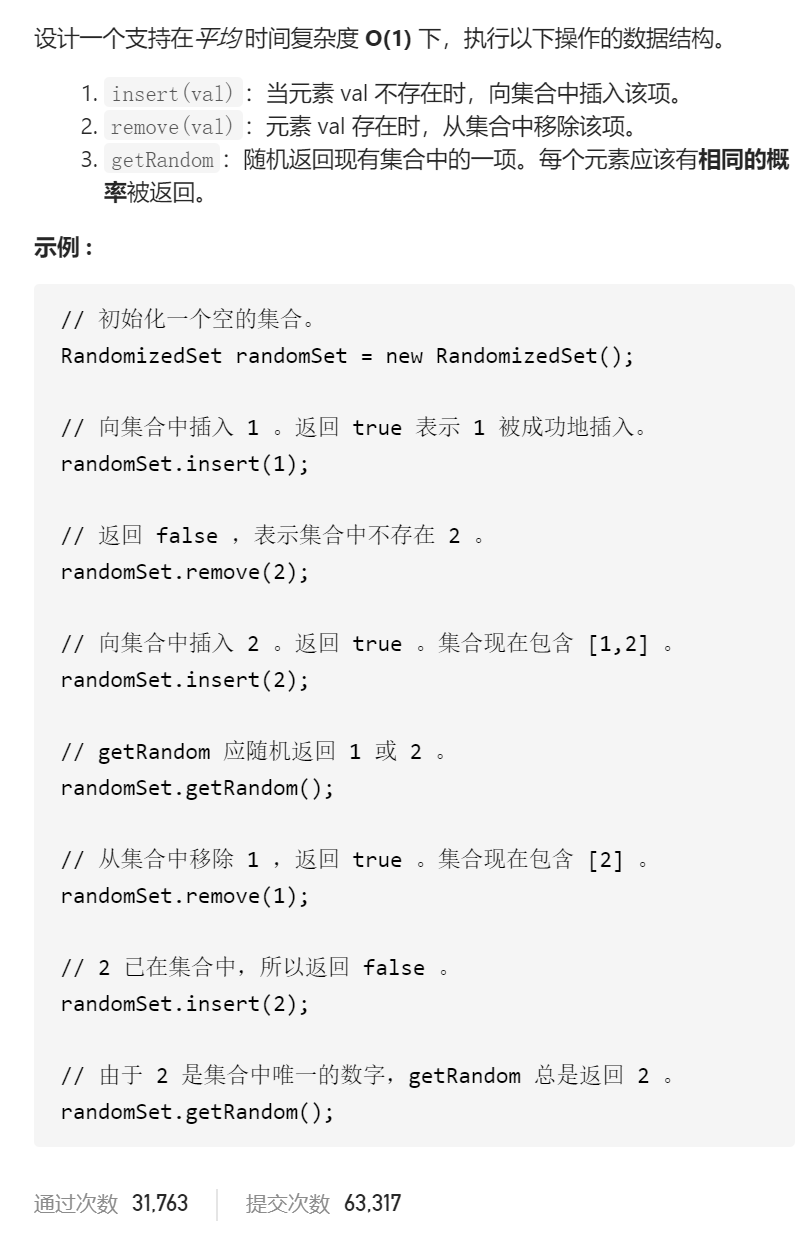 设计一个支持在平均 时间复杂度 O(1) 下，执行以下操作的数据结构。
1. insert(val)：当元素 val 不存在时，向集合中插入该项。
2. remove(val)：元素 val 存在时，从集合中移除该项。
3. getRandom：随机返回现有集合中的一项。每个元素应该有相同的概
率被返回。
示例 :
// 初始化一个空的集合。
RandomizedSet randomSet = new RandomizedSet();
// 向集合中插入 1 。返回 true 表示 1 被成功地插入。
randomSet.insert(1);
// 返回 false ，表示集合中不存在 2 。
randomSet.remove(2);
// 向集合中插入 2 。返回 true 。集合现在包含 [1,2] 。
randomSet.insert(2);
// getRandom 应随机返回 1 或 2 。
randomSet.getRandom();
// 从集合中移除 1 ，返回 true 。集合现在包含 [2] 。
randomSet.remove(1);
// 2 已在集合中，所以返回 false 。
randomSet.insert(2);
// 由于 2 是集合中唯一的数字，getRandom 总是返回 2 。
randomSet.getRandom();
通过次数 31,763 提交次数 63,317